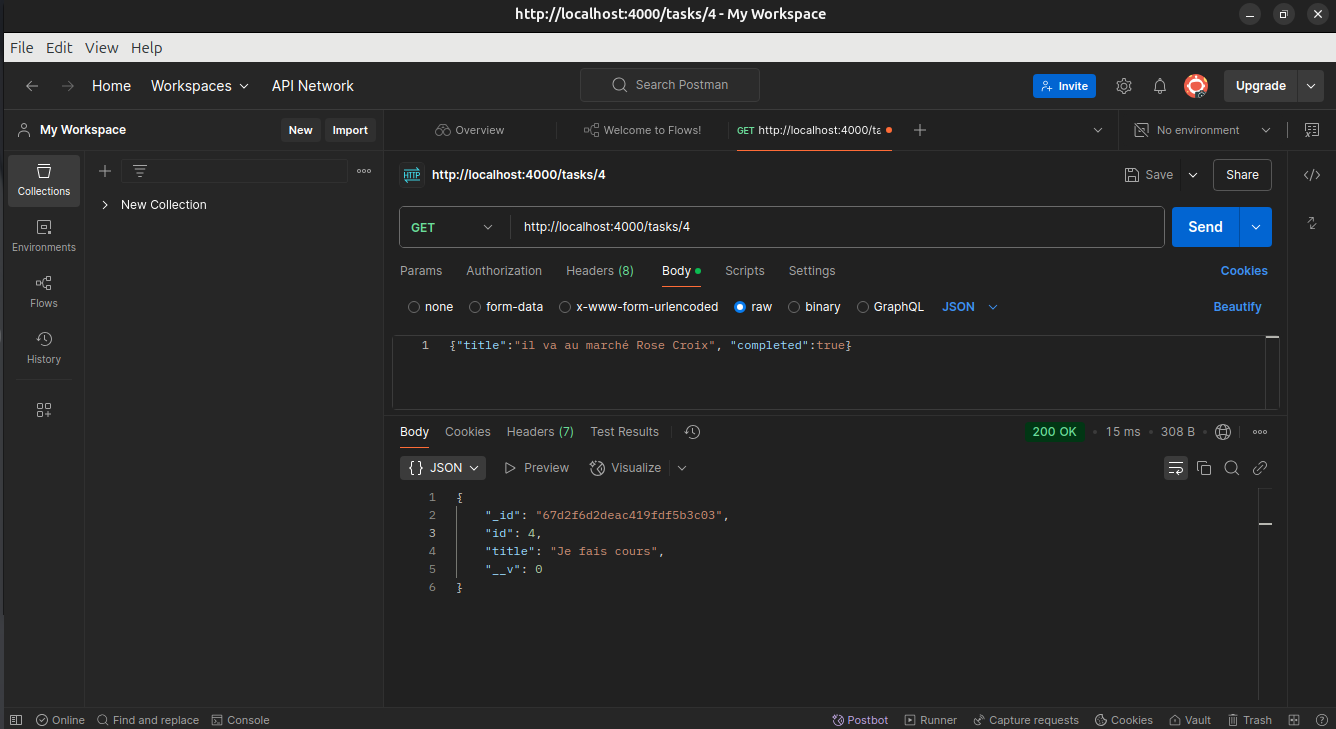 http://localhost:4000/tasks/4 - My Workspace
File Edit View Help
Home Workspaces API Network Search Postman Invite Upgrade
My Workspace New Import Overview Welcome to Flows! GET http://localhost:4000/ta No environment
Collections
Environments
Flows
History
New Collection
HTTP http://localhost:4000/tasks/4 Save Share
GET http://localhost:4000/tasks/4 Send
Params Authorization Headers (8) Body Scripts Settings Cookies
none form-data x-www-form-urlencoded raw binary GraphQL JSON Beautify
1 {"title":"il va au marché Rose Croix", "completed":true}
Body Cookies Headers (7) Test Results 200 OK • 15 ms • 308 B •
{} JSON Preview Visualize
1 {
2 "_id": "67d2f6d2deac419fdf5b3c03",
3 "id": 4,
4 "title": "Je fais cours",
5 "__v": 0
6 }
Online Find and replace Console Postbot Runner Capture requests Cookies Vault Trash